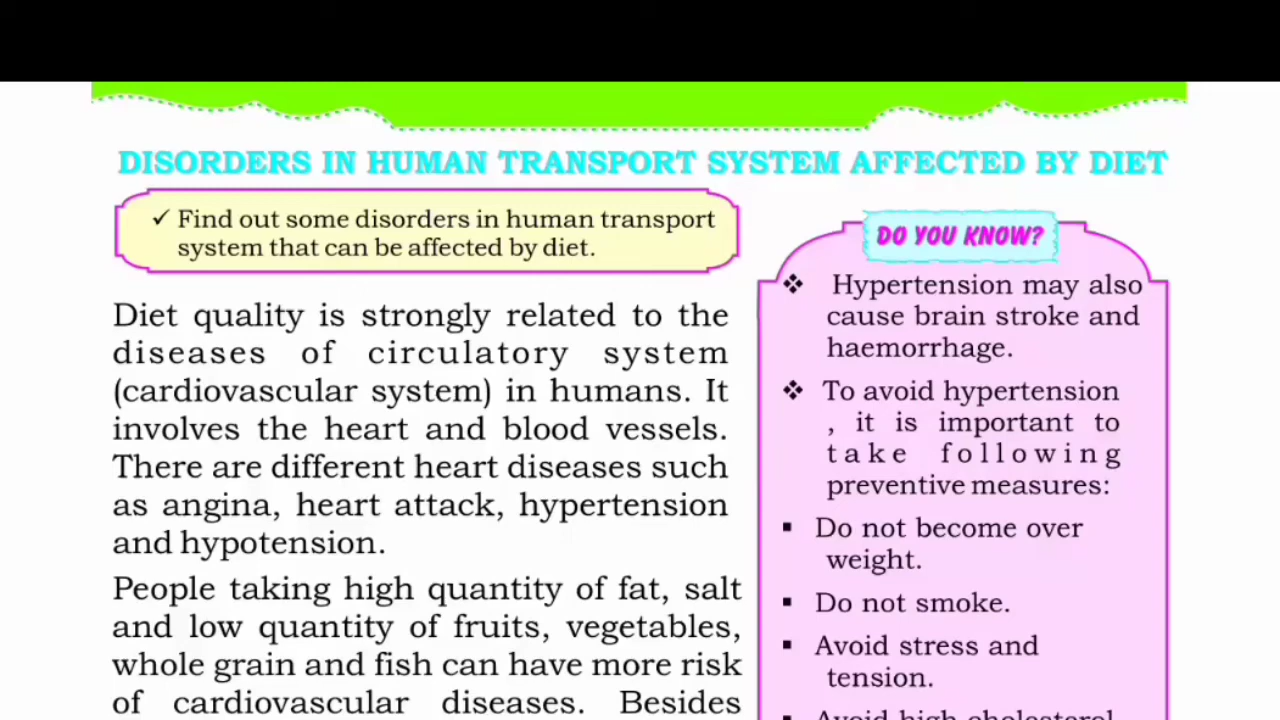 DISORDERS IN HUMAN TRANSPORT SYSTEM AFFECTED BY DIET
✓ Find out some disorders in human transport
system that can be affected by diet.
Diet quality is strongly related to the
diseases of circulatory system
(cardiovascular system) in humans. It
involves the heart and blood vessels.
There are different heart diseases such
as angina, heart attack, hypertension
and hypotension.
People taking high quantity of fat, salt
and low quantity of fruits, vegetables,
whole grain and fish can have more risk
of cardiovascular diseases. Besides
DO YOU KNOW?
❖ Hypertension may also
cause brain stroke and
haemorrhage.
❖ To avoid hypertension
, it is important to
take following
preventive measures:
▪ Do not become over
weight.
▪ Do not smoke.
▪ Avoid stress and
tension.
▪ Avoid high cholesterol